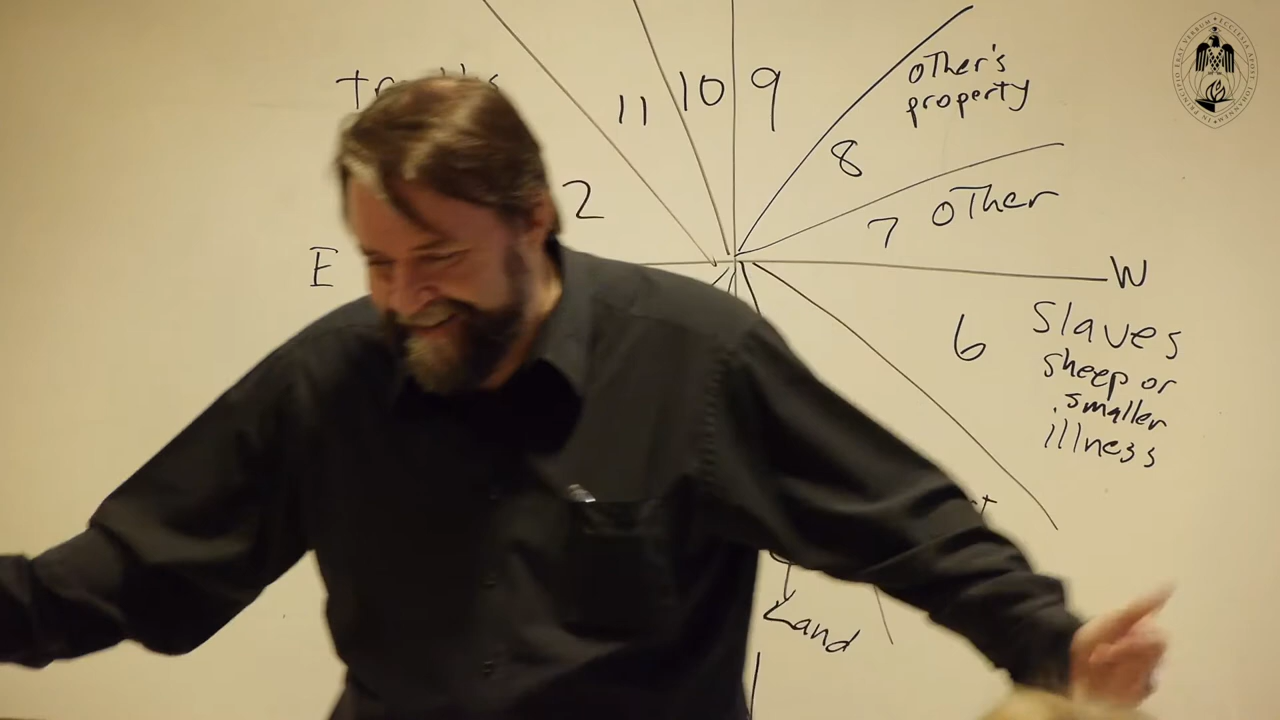 11
10
9
other's
property
8
2
7
other
E
W
6
Slaves
sheep or
smaller
illness
Land